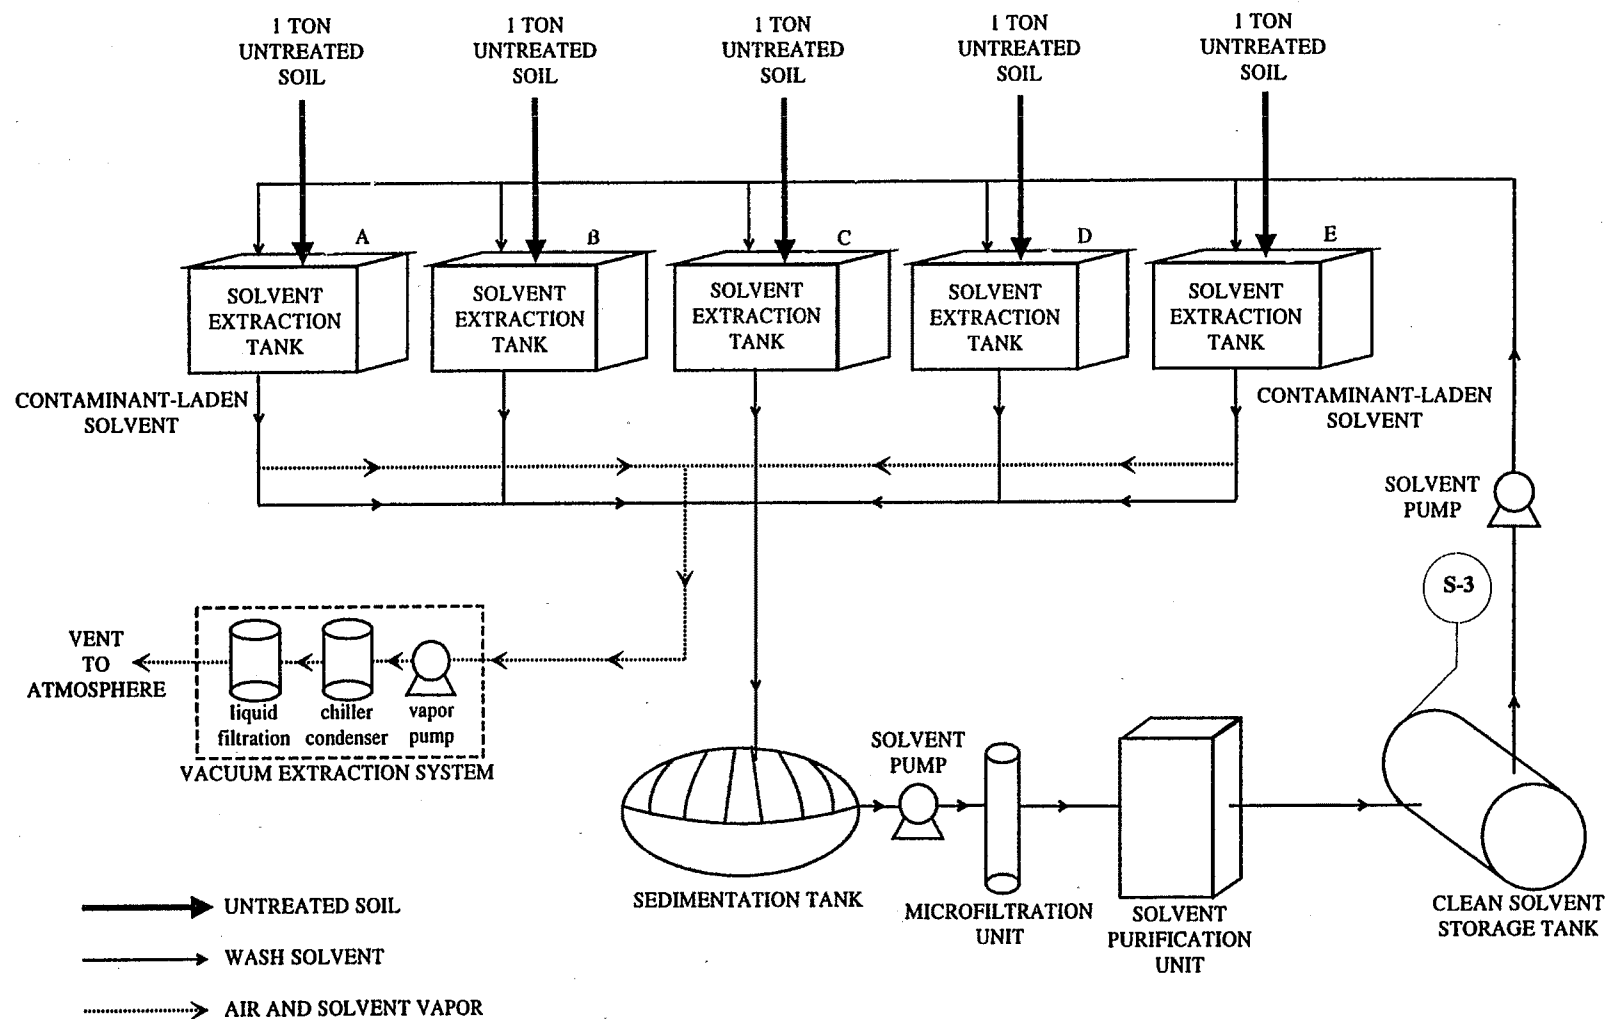 1 TON
UNTREATED
SOIL
1 TON
UNTREATED
SOIL
1 TON
UNTREATED
SOIL
1 TON
UNTREATED
SOIL
1 TON
UNTREATED
SOIL
A
B
C
D
E
SOLVENT
EXTRACTION
TANK
SOLVENT
EXTRACTION
TANK
SOLVENT
EXTRACTION
TANK
SOLVENT
EXTRACTION
TANK
SOLVENT
EXTRACTION
TANK
CONTAMINANT-LADEN
SOLVENT
CONTAMINANT-LADEN
SOLVENT
SOLVENT
PUMP
S-3
VENT
TO
ATMOSPHERE
liquid
filtration
chiller
condenser
vapor
pump
VACUUM EXTRACTION SYSTEM
SOLVENT
PUMP
SEDIMENTATION TANK
MICROFILTRATION
UNIT
SOLVENT
PURIFICATION
UNIT
CLEAN SOLVENT
STORAGE TANK
UNTREATED SOIL
WASH SOLVENT
AIR AND SOLVENT VAPOR